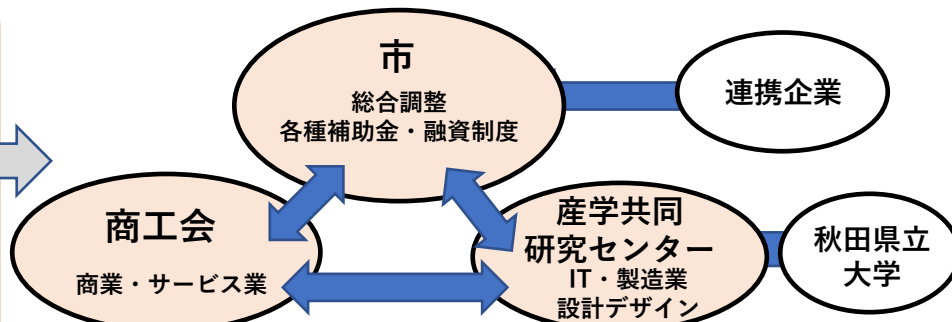 市
総合調整
各種補助金・融資制度
連携企業
商工会
商業・サービス業
産学共同
研究センター
IT・製造業
設計デザイン
秋田県立
大学